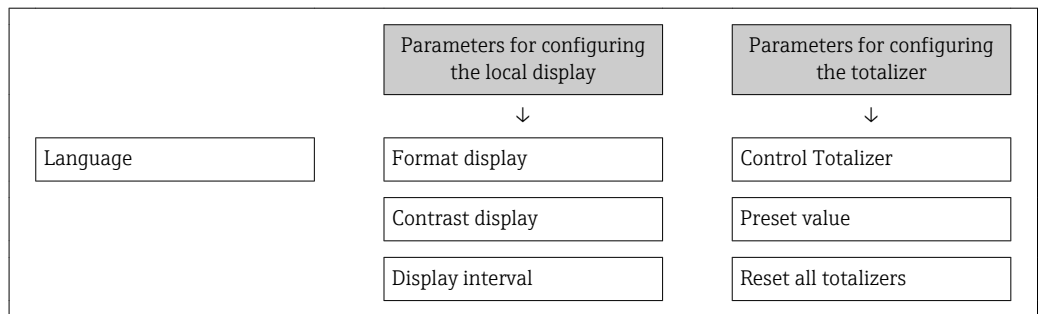 Parameters for configuring
the local display
Parameters for configuring
the totalizer
↓
↓
Language
Format display
Control Totalizer
Contrast display
Preset value
Display interval
Reset all totalizers